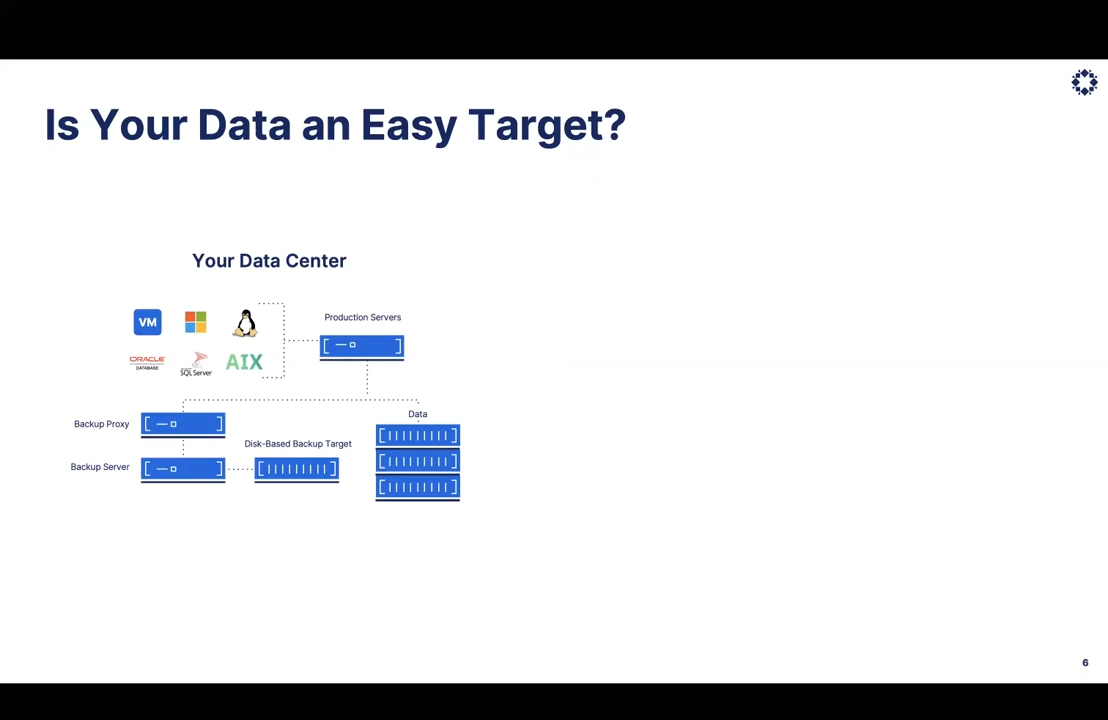 Is Your Data an Easy Target?
Your Data Center
VM
ORACLE
DATABASE
SQL Server
AIX
Production Servers
Backup Proxy
Backup Server
Disk-Based Backup Target
Data
6